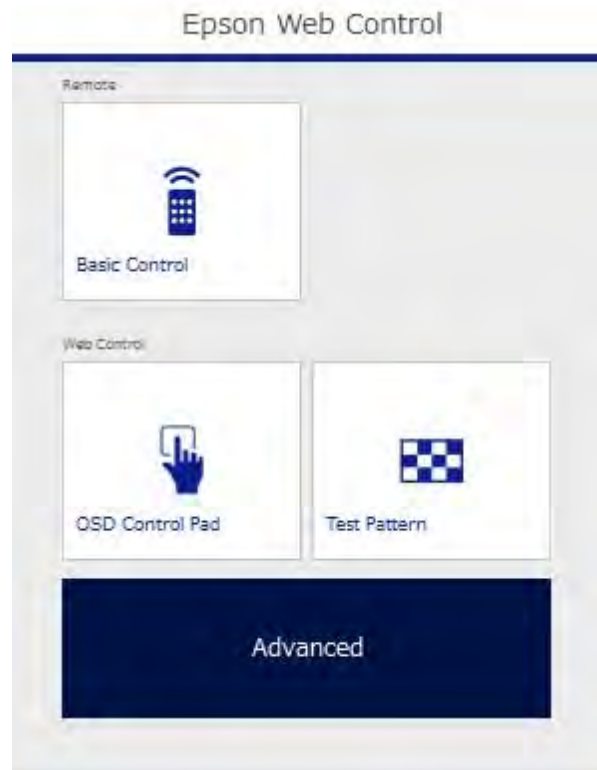 Epson Web Control
Remote
Basic Control
Web Control
OSD Control Pad
Test Pattern
Advanced